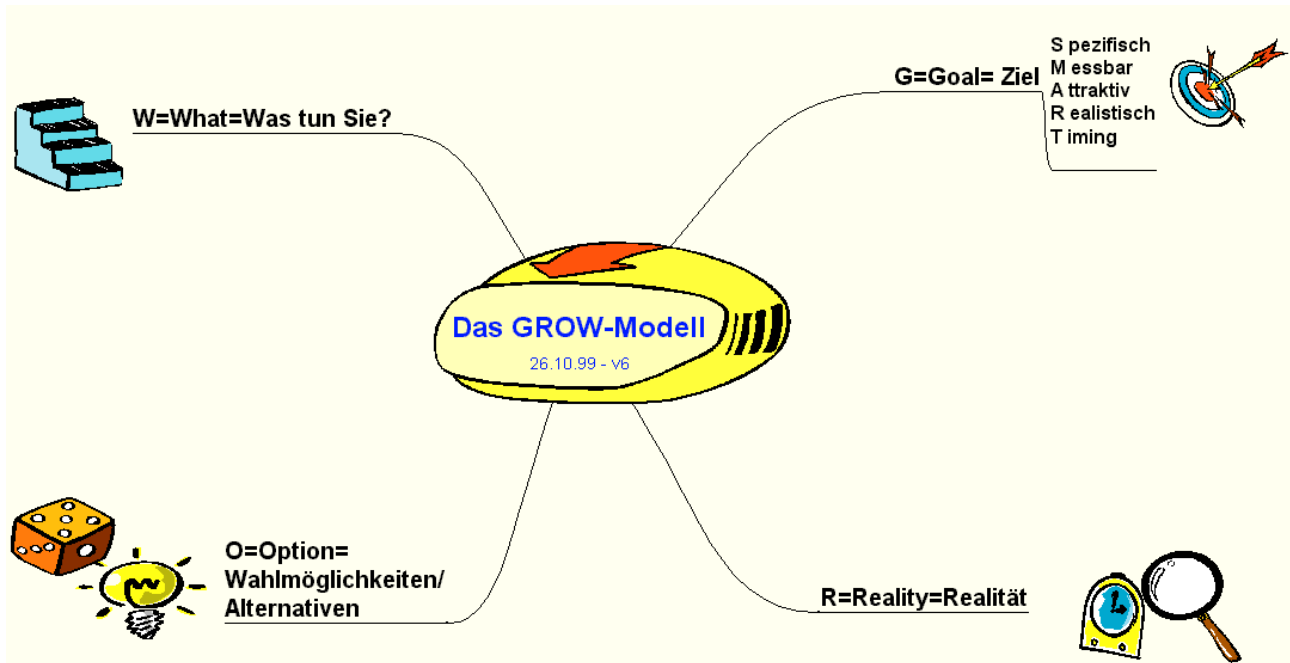 Das GROW-Modell
26.10.99 - v6
G=Goal= Ziel
S pezifisch
M essbar
A ttraktiv
R ealistisch
T iming
R=Reality=Realität
O=Option=
Wahlmöglichkeiten/
Alternativen
W=What=Was tun Sie?